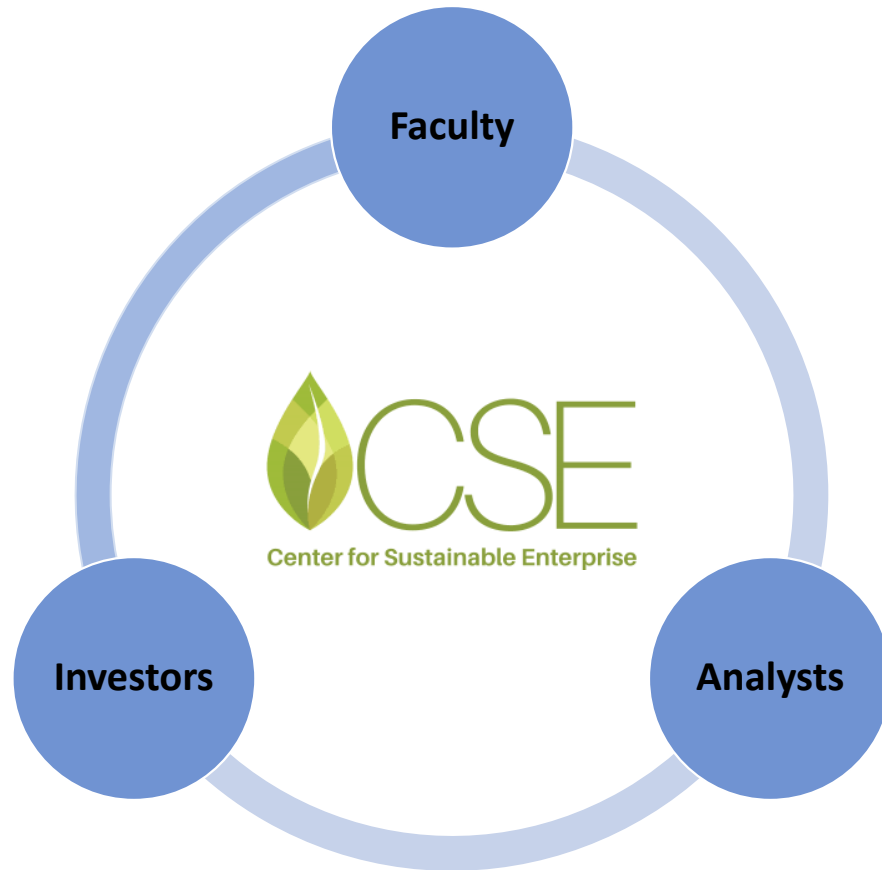 Faculty
CSE
Center for Sustainable Enterprise
Investors
Analysts